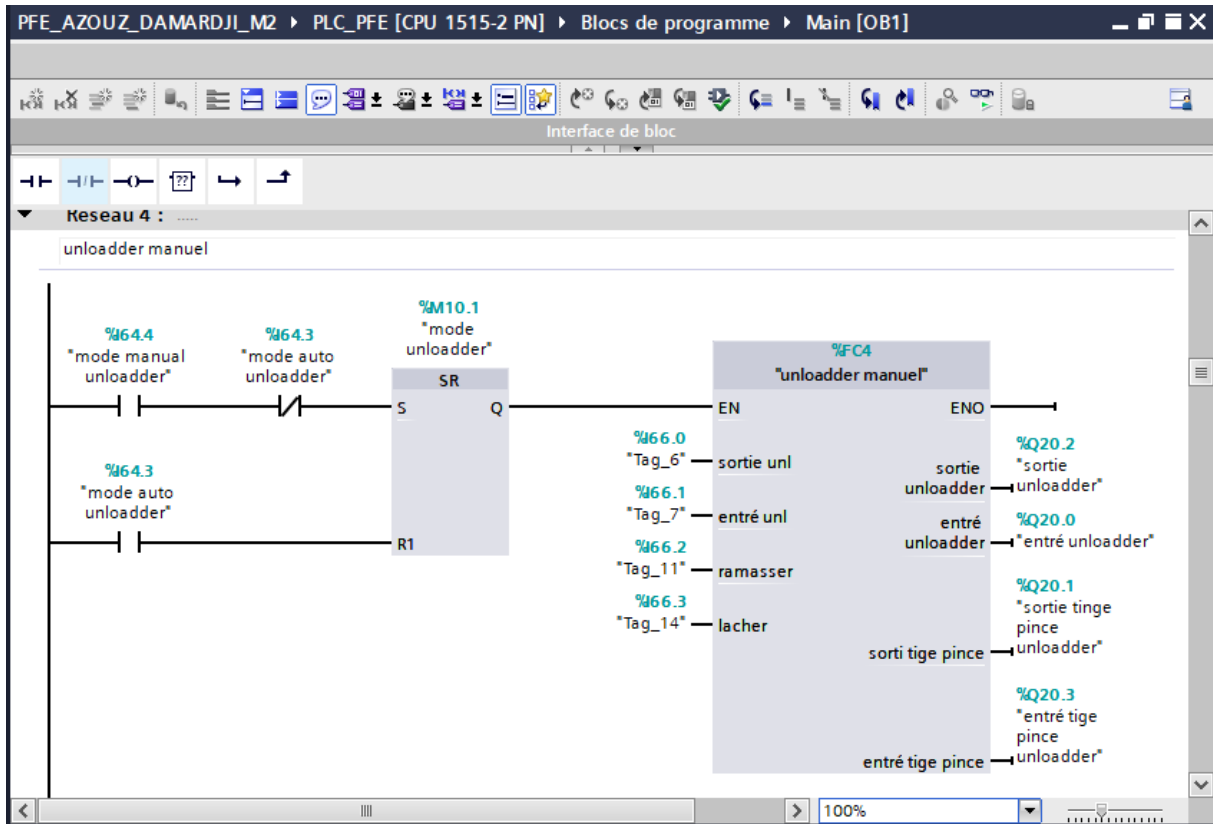 PFE_AZOUZ_DAMARDJI_M2 ▸ PLC_PFE [CPU 1515-2 PN] ▸ Blocs de programme ▸ Main [OB1]
Interface de bloc
??
Réseau 4 : .....
unloadder manuel
%M10.1
"mode
unloadder"
%I64.4
"mode manual
unloadder"
%I64.3
"mode auto
unloadder"
SR
S Q
%I64.3
"mode auto
unloadder"
R1
%FC4
"unloadder manuel"
EN ENO
%I66.0
"Tag_6" sortie unl
%I66.1
"Tag_7" entré unl
%I66.2
"Tag_11" ramasser
%I66.3
"Tag_14" lacher
sortie
unloadder
%Q20.2
"sortie
unloadder"
entré
unloadder
%Q20.0
"entré unloadder"
sorti tige pince
%Q20.1
"sortie tinge
pince
unloadder"
entré tige pince
%Q20.3
"entré tige
pince
unloadder"
100%